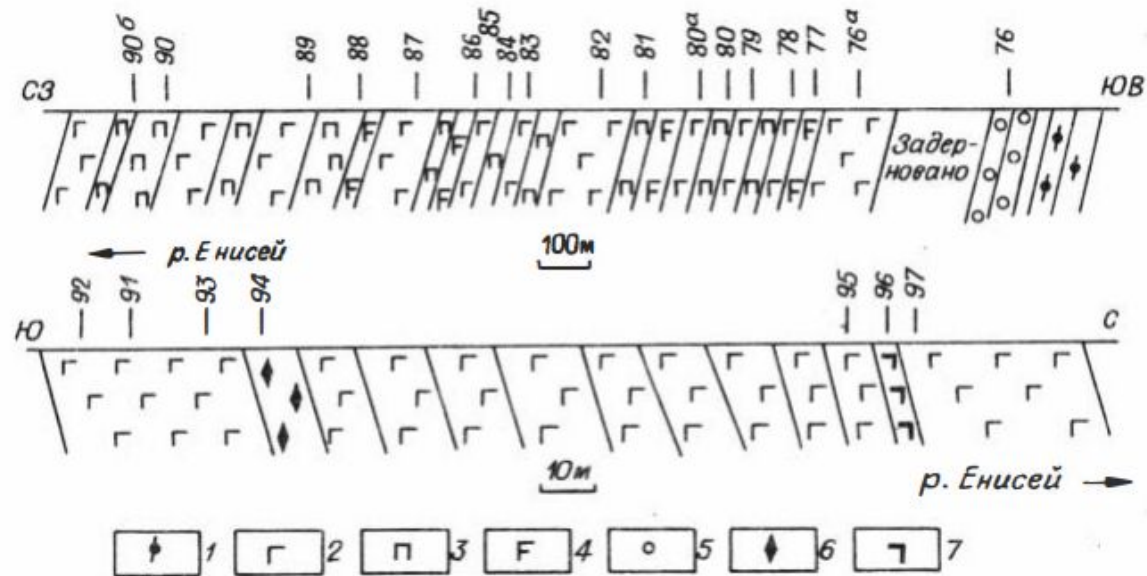 90б 90 89 88 87 86 85 84 83 82 81 80а 80 79 78 77 76а 76
СЗ ЮВ
Задер-
новано
р. Енисей 100м
92 91 93 94 95 96 97
Ю С
10м
р. Енисей
1 2 3 4 5 6 7